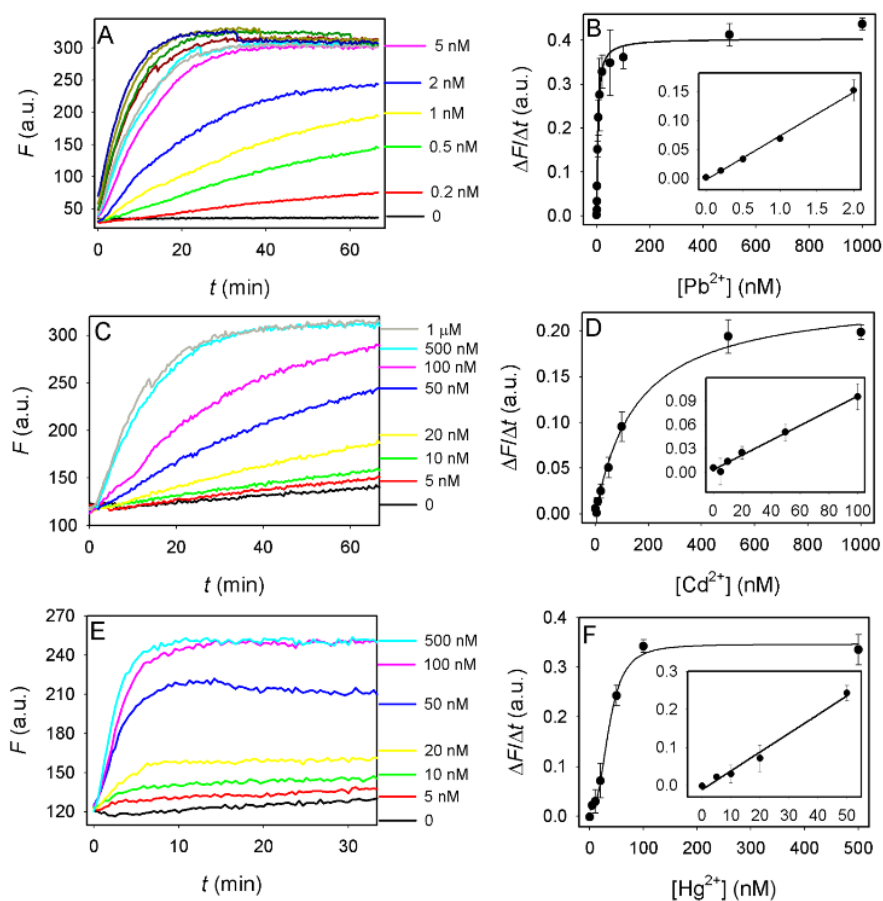 A
F (a.u.)
300
250
200
150
100
50
0 20 40 60
t (min)
5 nM
2 nM
1 nM
0.5 nM
0.2 nM
0
B
ΔF/Δt (a.u.)
0.4
0.3
0.2
0.1
0.0
0 200 400 600 800 1000
[Pb²⁺] (nM)
0.15
0.10
0.05
0.00
0.0 0.5 1.0 1.5 2.0
C
F (a.u.)
300
250
200
150
100
0 20 40 60
t (min)
1 μM
500 nM
100 nM
50 nM
20 nM
10 nM
5 nM
0
D
ΔF/Δt (a.u.)
0.20
0.15
0.10
0.05
0.00
0 200 400 600 800 1000
[Cd²⁺] (nM)
0.09
0.06
0.03
0.00
0 20 40 60 80 100
E
F (a.u.)
270
240
210
180
150
120
0 10 20 30
t (min)
500 nM
100 nM
50 nM
20 nM
10 nM
5 nM
0
F
ΔF/Δt (a.u.)
0.4
0.3
0.2
0.1
0.0
0 100 200 300 400 500
[Hg²⁺] (nM)
0.3
0.2
0.1
0.0
0 10 20 30 40 50